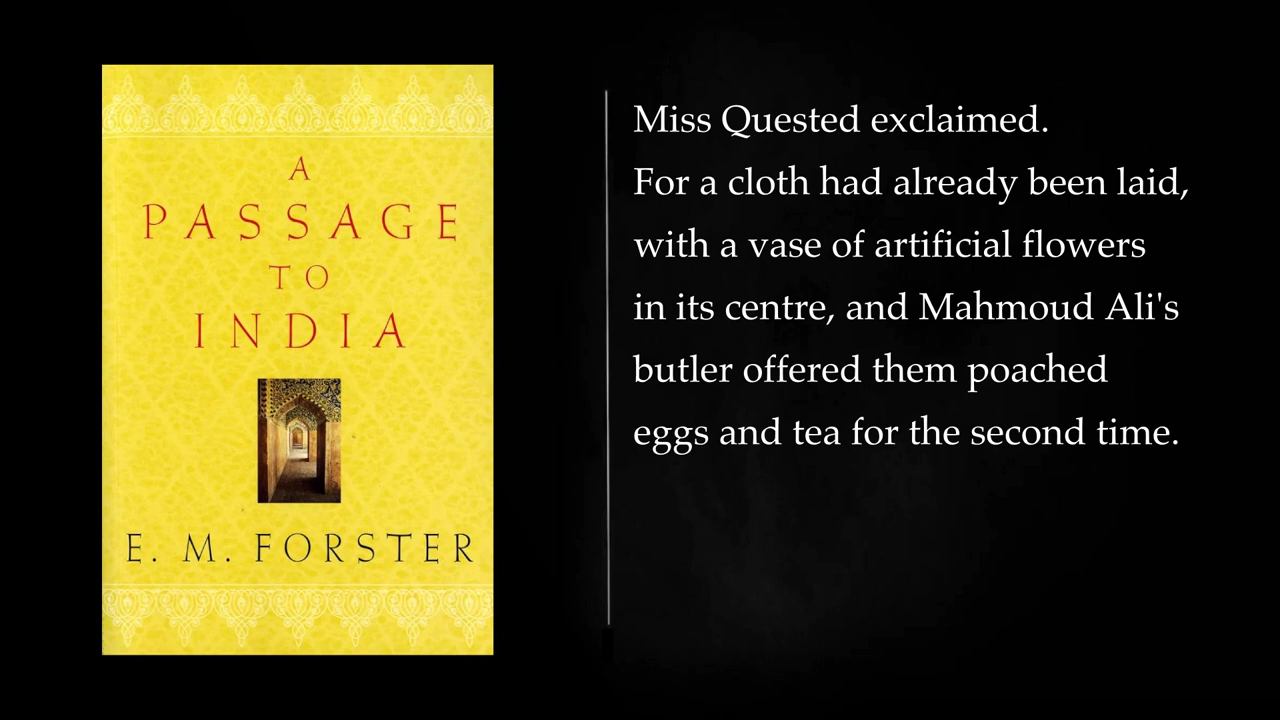 A
PASSAGE
TO
INDIA
E. M. FORSTER
Miss Quested exclaimed.
For a cloth had already been laid,
with a vase of artificial flowers
in its centre, and Mahmoud Ali's
butler offered them poached
eggs and tea for the second time.